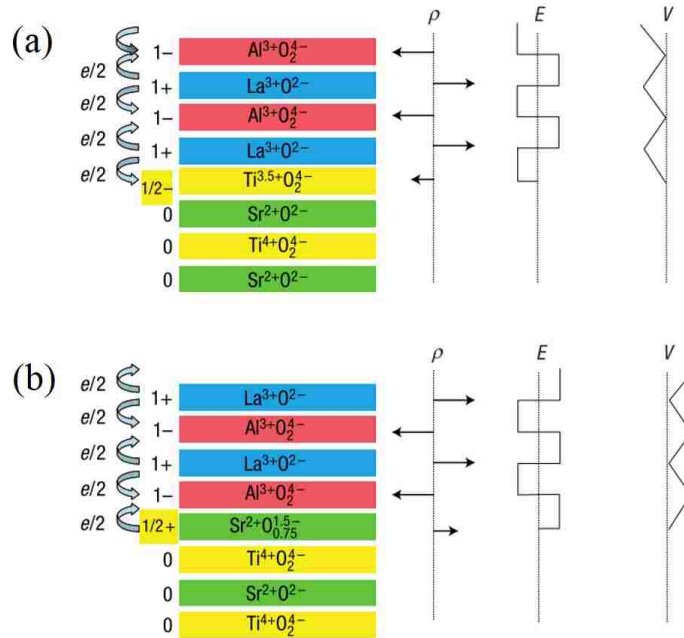 (a) ρ E V
1− Al³⁺O₂⁴⁻
e/2
1+ La³⁺O²⁻
e/2
1− Al³⁺O₂⁴⁻
e/2
1+ La³⁺O²⁻
e/2
1/2− Ti³·⁵⁺O₂⁴⁻
0 Sr²⁺O²⁻
0 Ti⁴⁺O₂⁴⁻
0 Sr²⁺O²⁻
(b) ρ E V
e/2
1+ La³⁺O²⁻
e/2
1− Al³⁺O₂⁴⁻
e/2
1+ La³⁺O²⁻
e/2
1− Al³⁺O₂⁴⁻
e/2
1/2+ Sr²⁺O₀.₇₅¹·⁵⁻
0 Ti⁴⁺O₂⁴⁻
0 Sr²⁺O²⁻
0 Ti⁴⁺O₂⁴⁻